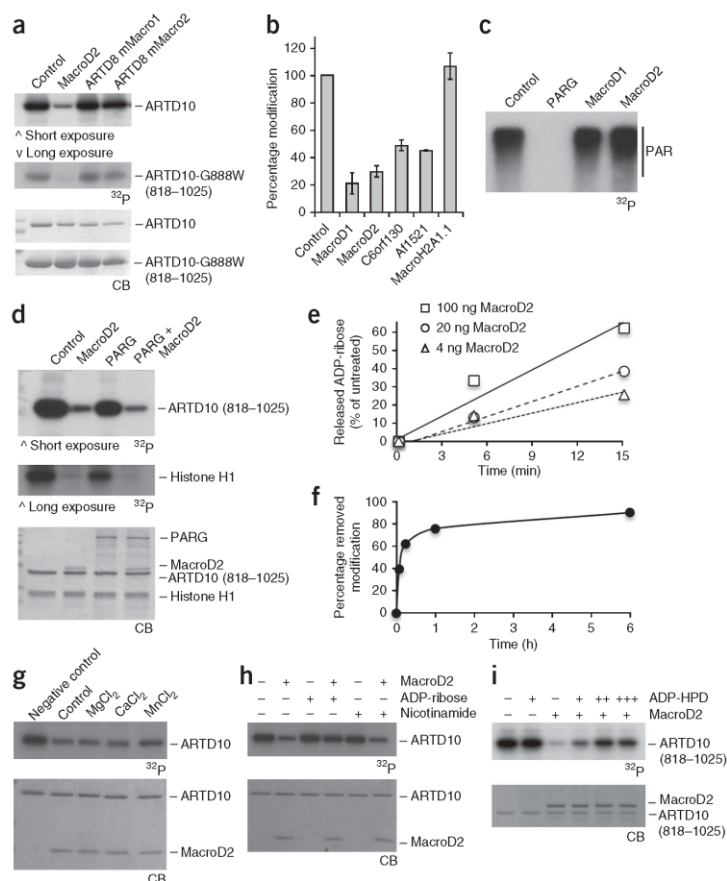 a
Control
MacroD2
ARTD8 mMacro1
ARTD8 mMacro2
ARTD10
^ Short exposure
v Long exposure
ARTD10-G888W
(818–1025)
32P
ARTD10
ARTD10-G888W
(818–1025)
CB
b
Percentage modification
120
100
80
60
40
20
0
Control
MacroD1
MacroD2
C6orf130
Af1521
MacroH2A1.1
c
Control
PARG
MacroD1
MacroD2
PAR
32P
d
Control
MacroD2
PARG
PARG +
MacroD2
ARTD10 (818–1025)
^ Short exposure 32P
Histone H1
^ Long exposure 32P
PARG
MacroD2
ARTD10 (818–1025)
Histone H1
CB
e
Released ADP-ribose
(% of untreated)
60
50
40
30
20
10
0
100 ng MacroD2
20 ng MacroD2
4 ng MacroD2
0 3 6 9 12 15
Time (min)
f
Percentage removed
modification
100
80
60
40
20
0
0 1 2 3 4 5 6
Time (h)
g
Negative control
Control
MgCl2
CaCl2
MnCl2
ARTD10
32P
ARTD10
MacroD2
CB
h
– + – + – + MacroD2
– – + + – – ADP-ribose
– – – – + + Nicotinamide
ARTD10
32P
ARTD10
MacroD2
CB
i
– + – + ++ +++ ADP-HPD
– – + + + + MacroD2
ARTD10
(818–1025)
32P
MacroD2
ARTD10
(818–1025)
CB